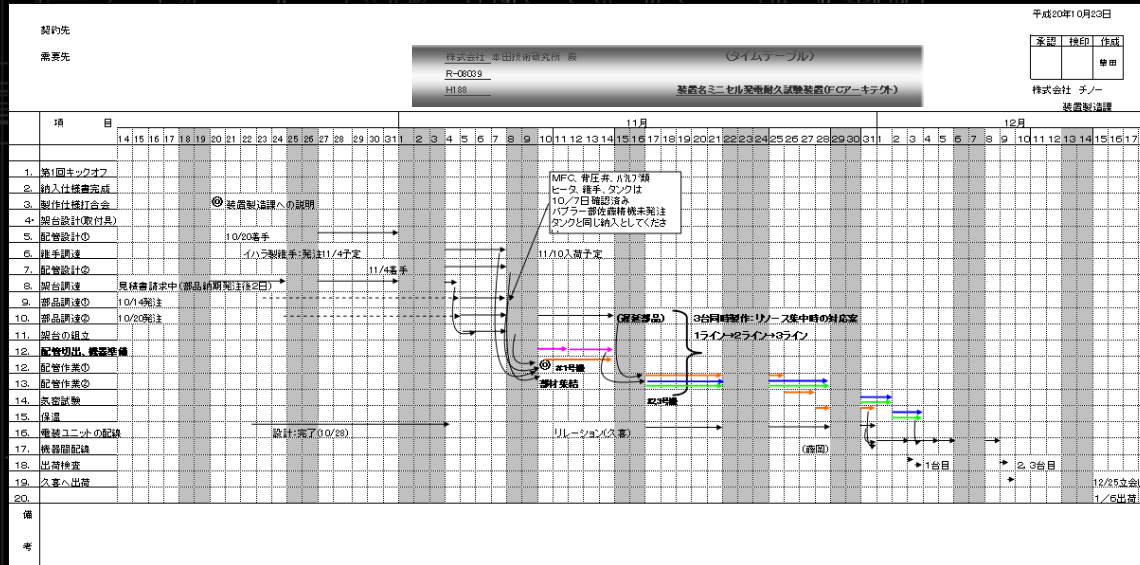 平成20年10月23日
契約先
需要先
株式会社 本田技術研究所 殿
(タイムテーブル)
R-08039
H188
装置名ミニセル発電耐久試験装置(FCアーキテクト)
承認 検印 作成
株式会社 チノー
装置製造課
項 目
11月
12月
14 15 16 17 18 19 20 21 22 23 24 25 26 27 28 29 30 31 1 2 3 4 5 6 7 8 9 10 11 12 13 14 15 16 17 18 19 20 21 22 23 24 25 26 27 28 29 30 31 1 2 3 4 5 6 7 8 9 10 11 12 13 14 15 16 17
1. 第1回キックオフ
2. 納入仕様書完成
3. 製作仕様打合会
◎ 装置製造課への説明
4・ 架台設計(取付具)
5. 配管設計①
10/20着手
6. 継手調達
イハラ製継手:発注11/4予定
11/10入荷予定
7. 配管設計②
11/4着手
8. 架台調達
見積書請求中(部品納期発注後2日)
9. 部品調達①
10/14発注
10. 部品調達②
10/20発注
11. 架台の組立
12. 配管切出、機器準備
12. 配管作業①
13. 配管作業②
14. 気密試験
15. 保温
16. 電装ユニットの配線
17. 機器間配線
18. 出荷検査
19. 久喜へ出荷
20.
MFC、背圧弁、バルブ類
ヒータ、継手、タンクは
10/7日確認済み
バブラー部佐藤精機未発注
タンクと同じ納入としてくださ
(遅延部品)
3台同時製作:リソース集中時の対応案
1ライン→2ライン→3ライン
◎ #1号機
部材集結
#2,3号機
設計:完了(10/28)
リレーション(久喜)
(藤岡)
1台目
2, 3台目
12/25立会
1/6出荷
備
考